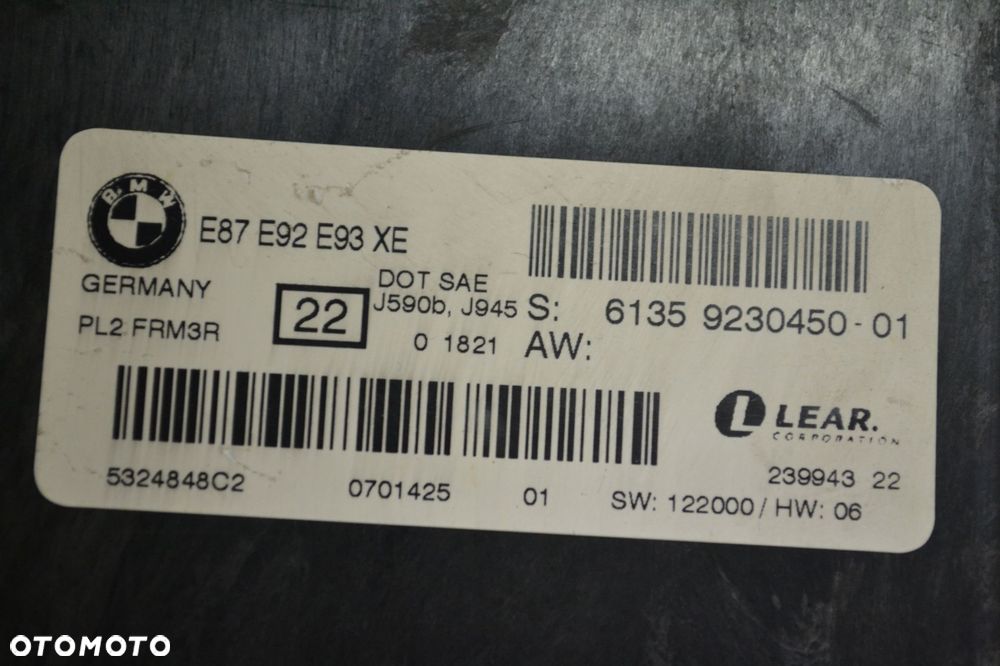 BMW
E87 E92 E93 XE
GERMANY
PL2 FRM3R
22
DOT SAE
J590b, J945
0 1821
S: 6135 9230450-01
AW:
LEAR.
CORPORATION
5324848C2 0701425 01
239943 22
SW: 122000 / HW: 06
OTOMOTO